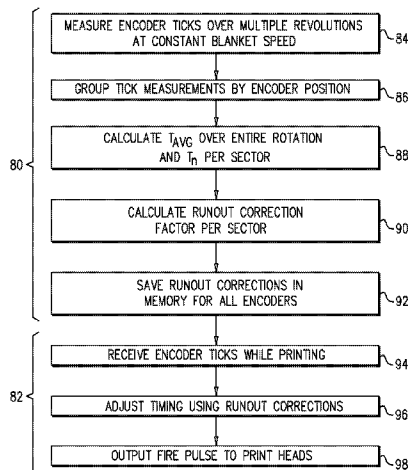 MEASURE ENCODER TICKS OVER MULTIPLE REVOLUTIONS
AT CONSTANT BLANKET SPEED
84
GROUP TICK MEASUREMENTS BY ENCODER POSITION
86
CALCULATE TAVG OVER ENTIRE ROTATION
AND Tn PER SECTOR
88
80
CALCULATE RUNOUT CORRECTION
FACTOR PER SECTOR
90
SAVE RUNOUT CORRECTIONS IN
MEMORY FOR ALL ENCODERS
92
RECEIVE ENCODER TICKS WHILE PRINTING
94
82
ADJUST TIMING USING RUNOUT CORRECTIONS
96
OUTPUT FIRE PULSE TO PRINT HEADS
98